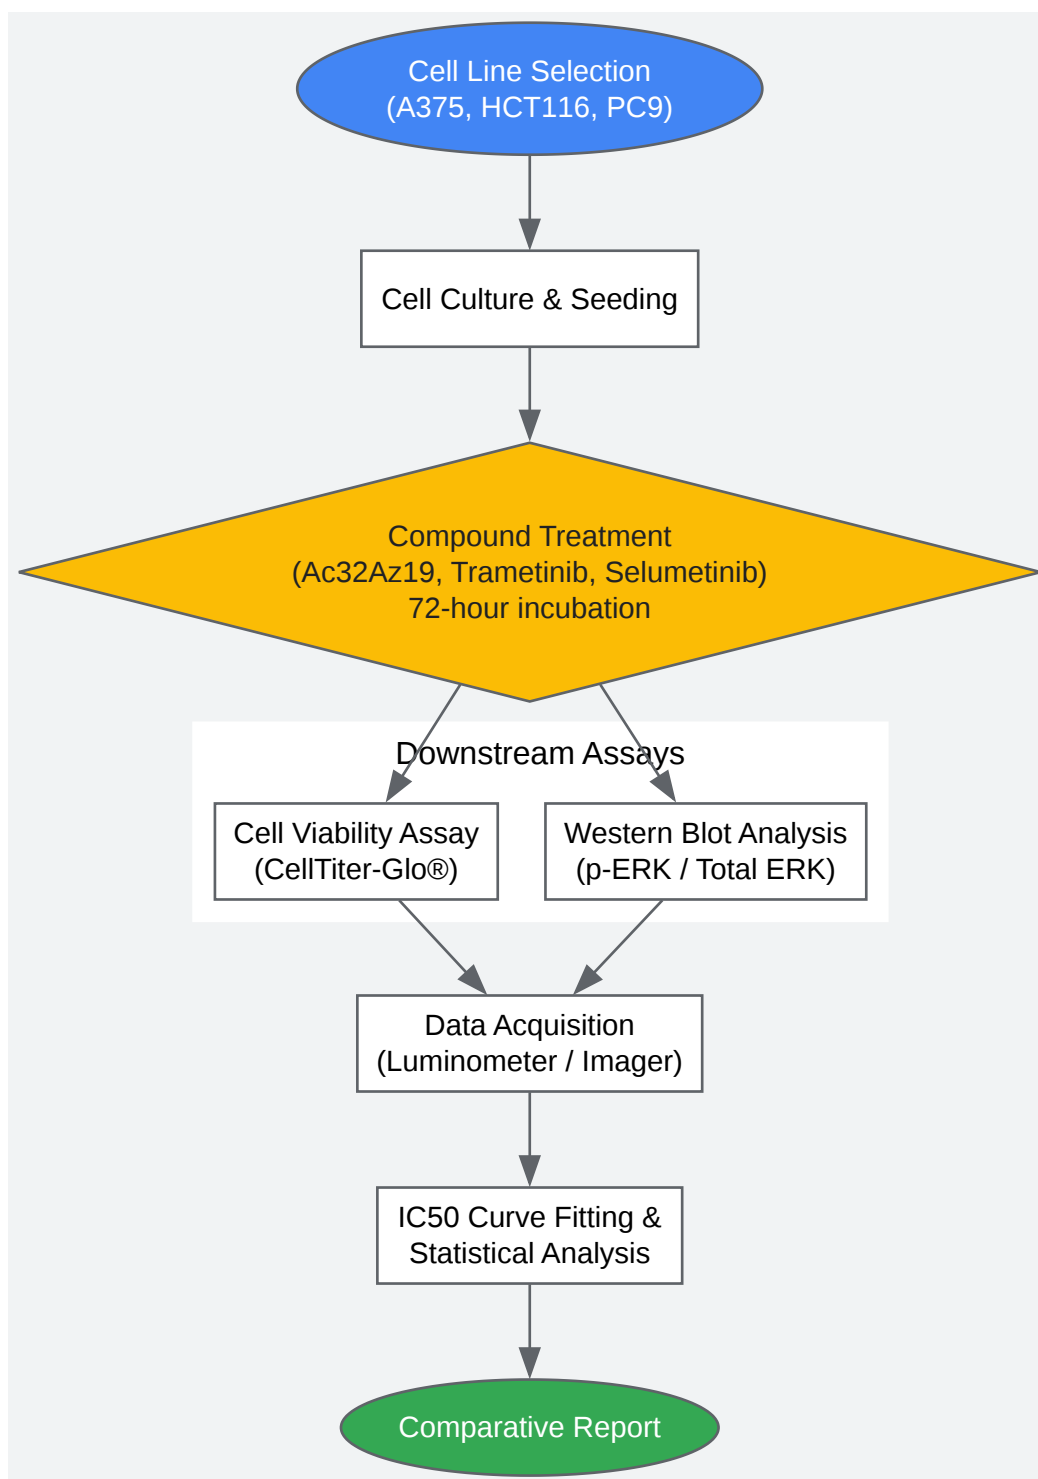 Cell Line Selection
(A375, HCT116, PC9)
Cell Culture & Seeding
Compound Treatment
(Ac32Az19, Trametinib, Selumetinib)
72-hour incubation
Downstream Assays
Cell Viability Assay
(CellTiter-Glo®)
Western Blot Analysis
(p-ERK / Total ERK)
Data Acquisition
(Luminometer / Imager)
IC50 Curve Fitting &
Statistical Analysis
Comparative Report